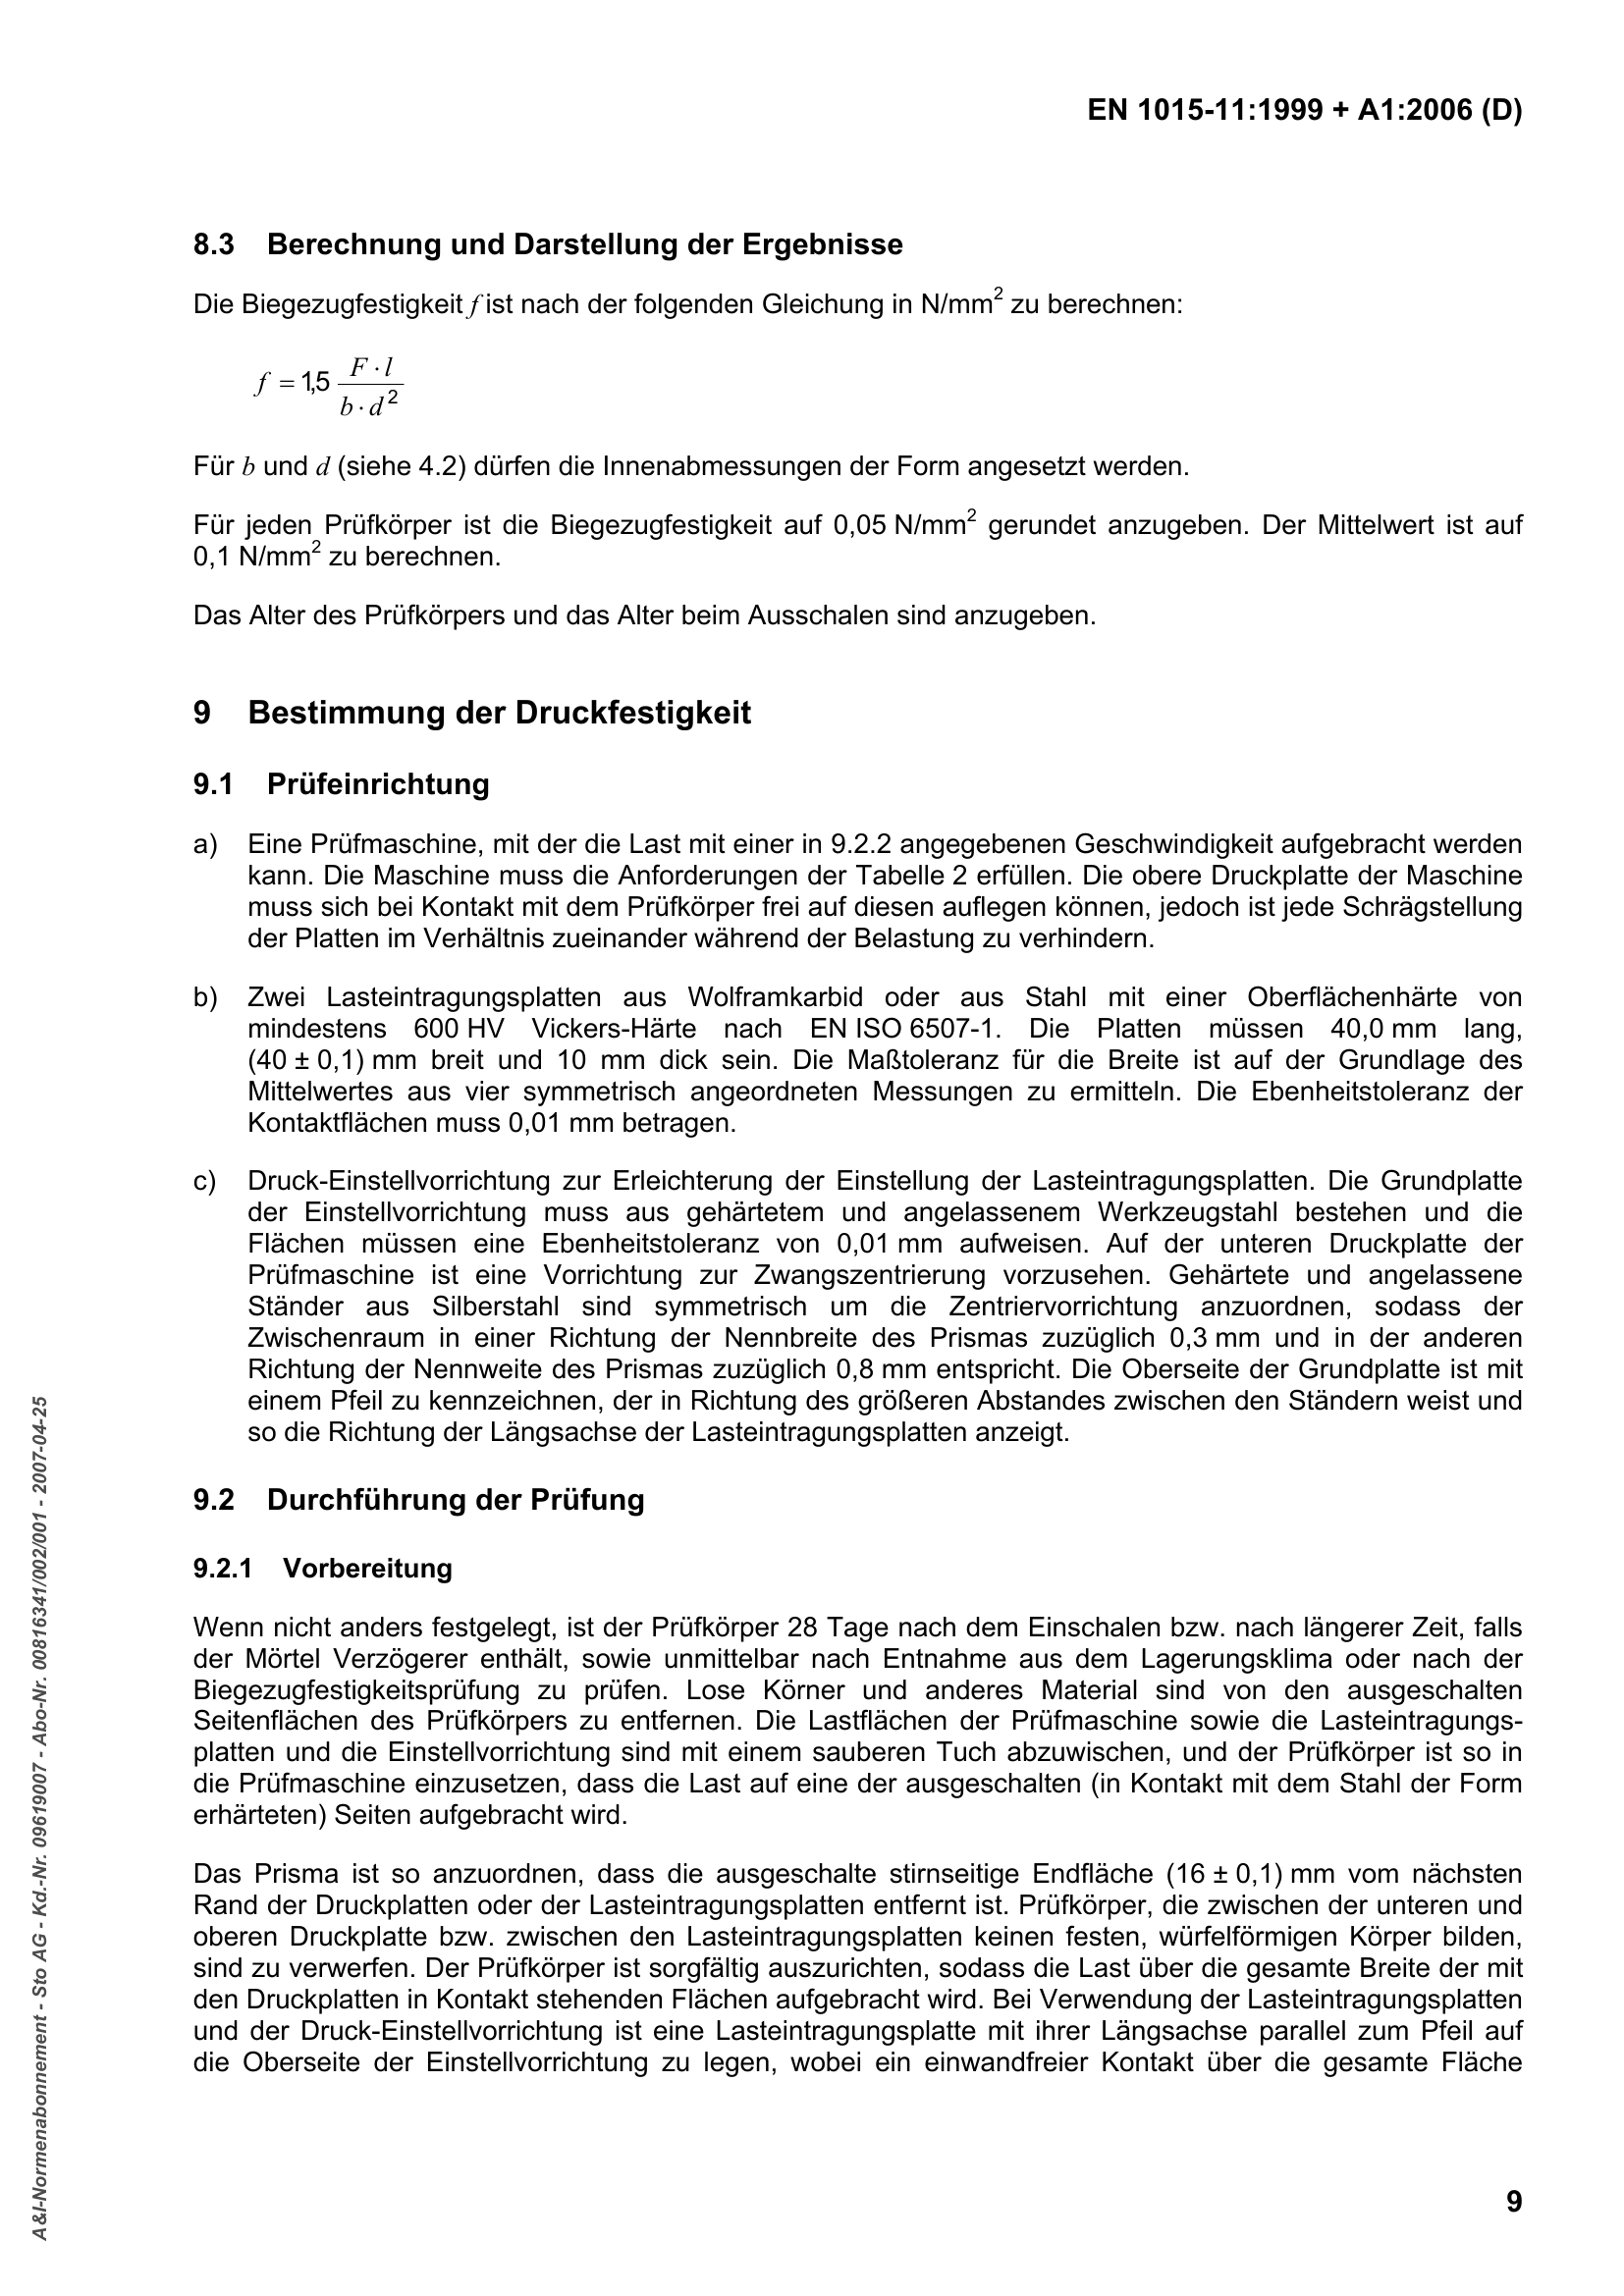 EN 1015-11:1999 + A1:2006 (D)
8.3 Berechnung und Darstellung der Ergebnisse
Die Biegezugfestigkeit f ist nach der folgenden Gleichung in N/mm² zu berechnen:
f = 1,5 F · l / b · d²
Für b und d (siehe 4.2) dürfen die Innenabmessungen der Form angesetzt werden.
Für jeden Prüfkörper ist die Biegezugfestigkeit auf 0,05 N/mm² gerundet anzugeben. Der Mittelwert ist auf
0,1 N/mm² zu berechnen.
Das Alter des Prüfkörpers und das Alter beim Ausschalen sind anzugeben.
9 Bestimmung der Druckfestigkeit
9.1 Prüfeinrichtung
a) Eine Prüfmaschine, mit der die Last mit einer in 9.2.2 angegebenen Geschwindigkeit aufgebracht werden
kann. Die Maschine muss die Anforderungen der Tabelle 2 erfüllen. Die obere Druckplatte der Maschine
muss sich bei Kontakt mit dem Prüfkörper frei auf diesen auflegen können, jedoch ist jede Schrägstellung
der Platten im Verhältnis zueinander während der Belastung zu verhindern.
b) Zwei Lasteintragungsplatten aus Wolframkarbid oder aus Stahl mit einer Oberflächenhärte von
mindestens 600 HV Vickers-Härte nach EN ISO 6507-1. Die Platten müssen 40,0 mm lang,
(40 ± 0,1) mm breit und 10 mm dick sein. Die Maßtoleranz für die Breite ist auf der Grundlage des
Mittelwertes aus vier symmetrisch angeordneten Messungen zu ermitteln. Die Ebenheitstoleranz der
Kontaktflächen muss 0,01 mm betragen.
c) Druck-Einstellvorrichtung zur Erleichterung der Einstellung der Lasteintragungsplatten. Die Grundplatte
der Einstellvorrichtung muss aus gehärtetem und angelassenem Werkzeugstahl bestehen und die
Flächen müssen eine Ebenheitstoleranz von 0,01 mm aufweisen. Auf der unteren Druckplatte der
Prüfmaschine ist eine Vorrichtung zur Zwangszentrierung vorzusehen. Gehärtete und angelassene
Ständer aus Silberstahl sind symmetrisch um die Zentriervorrichtung anzuordnen, sodass der
Zwischenraum in einer Richtung der Nennbreite des Prismas zuzüglich 0,3 mm und in der anderen
Richtung der Nennweite des Prismas zuzüglich 0,8 mm entspricht. Die Oberseite der Grundplatte ist mit
einem Pfeil zu kennzeichnen, der in Richtung des größeren Abstandes zwischen den Ständern weist und
so die Richtung der Längsachse der Lasteintragungsplatten anzeigt.
9.2 Durchführung der Prüfung
9.2.1 Vorbereitung
Wenn nicht anders festgelegt, ist der Prüfkörper 28 Tage nach dem Einschalen bzw. nach längerer Zeit, falls
der Mörtel Verzögerer enthält, sowie unmittelbar nach Entnahme aus dem Lagerungsklima oder nach der
Biegezugfestigkeitsprüfung zu prüfen. Lose Körner und anderes Material sind von den ausgeschalten
Seitenflächen des Prüfkörpers zu entfernen. Die Lastflächen der Prüfmaschine sowie die Lasteintragungs-
platten und die Einstellvorrichtung sind mit einem sauberen Tuch abzuwischen, und der Prüfkörper ist so in
die Prüfmaschine einzusetzen, dass die Last auf eine der ausgeschalten (in Kontakt mit dem Stahl der Form
erhärteten) Seiten aufgebracht wird.
Das Prisma ist so anzuordnen, dass die ausgeschalte stirnseitige Endfläche (16 ± 0,1) mm vom nächsten
Rand der Druckplatten oder der Lasteintragungsplatten entfernt ist. Prüfkörper, die zwischen der unteren und
oberen Druckplatte bzw. zwischen den Lasteintragungsplatten keinen festen, würfelförmigen Körper bilden,
sind zu verwerfen. Der Prüfkörper ist sorgfältig auszurichten, sodass die Last über die gesamte Breite der mit
den Druckplatten in Kontakt stehenden Flächen aufgebracht wird. Bei Verwendung der Lasteintragungsplatten
und der Druck-Einstellvorrichtung ist eine Lasteintragungsplatte mit ihrer Längsachse parallel zum Pfeil auf
die Oberseite der Einstellvorrichtung zu legen, wobei ein einwandfreier Kontakt über die gesamte Fläche
9
A&I-Normenabonnement - Sto AG - Kd.-Nr. 09619007 - Abo-Nr. 00816341/002/001 - 2007-04-25